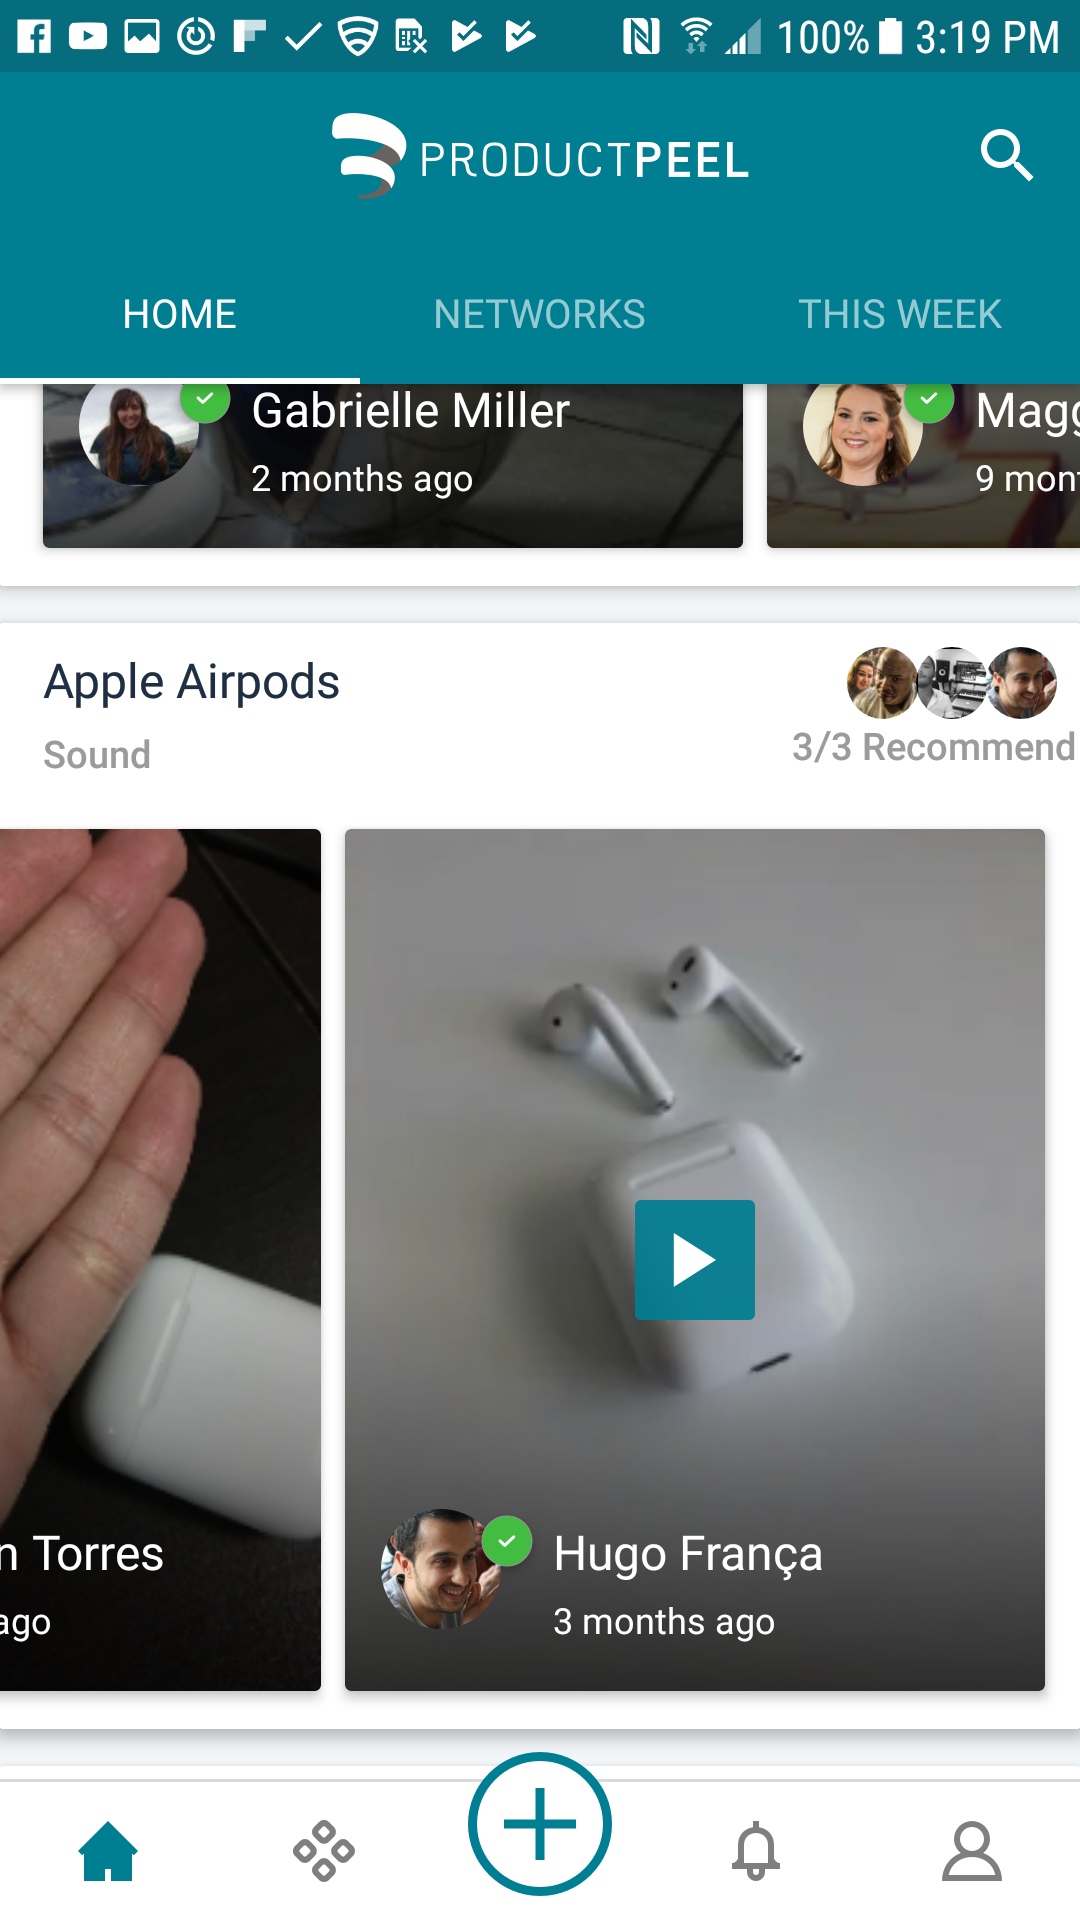 100% 3:19 PM
PRODUCTPEEL
HOME NETWORKS THIS WEEK
Gabrielle Miller
2 months ago
Magg
9 mon
Apple Airpods
Sound
3/3 Recommend
n Torres
ago
Hugo França
3 months ago